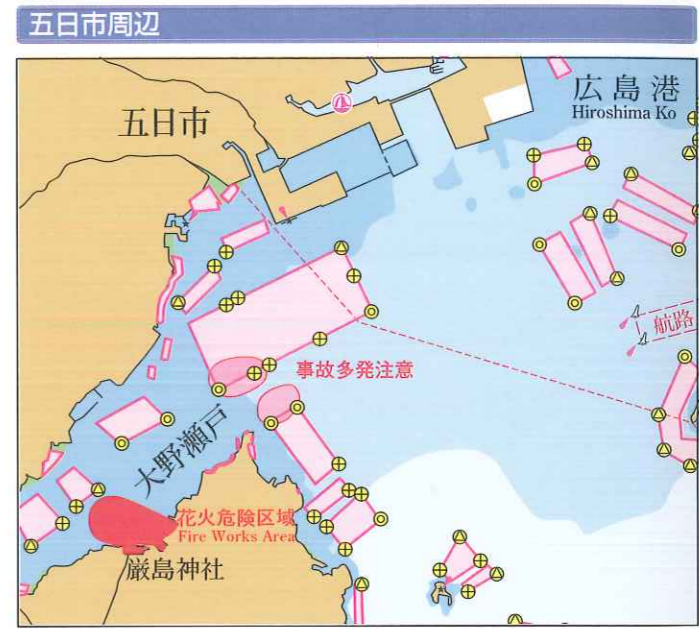 五日市周辺
五日市
広島港
Hiroshima Ko
航路
事故多発注意
大野瀬戸
花火危険区域
Fire Works Area
厳島神社